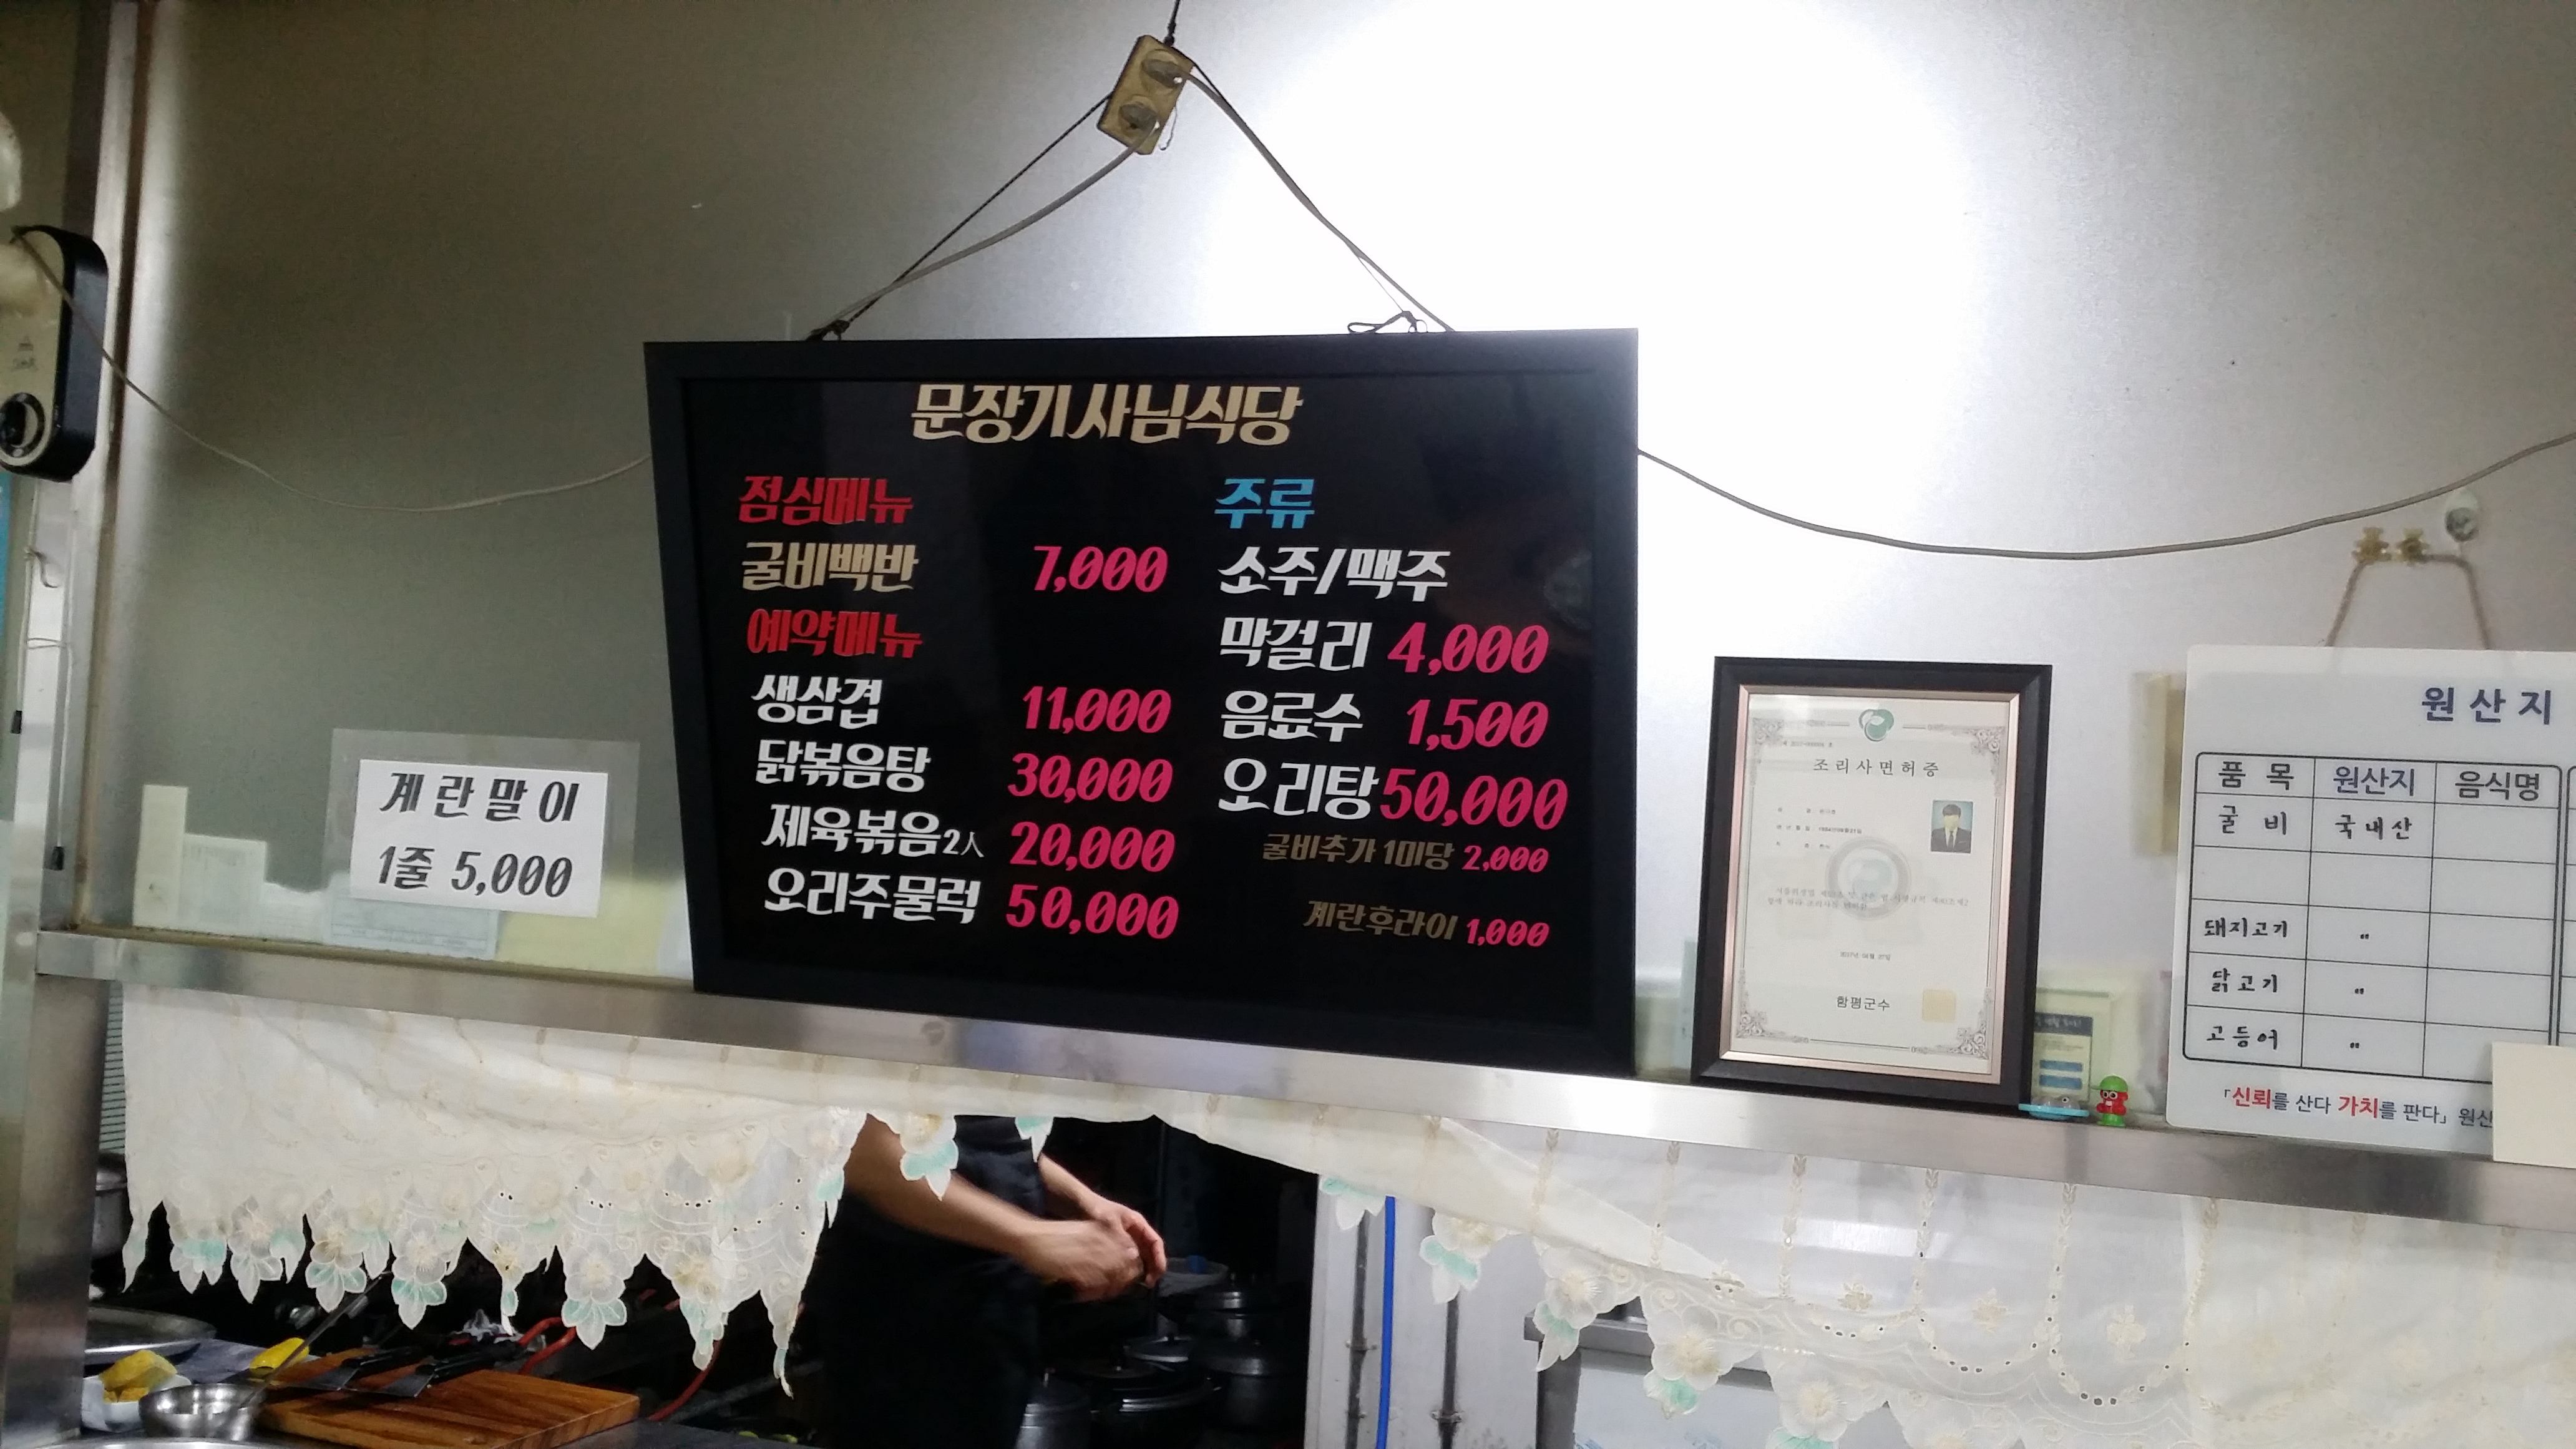 문장기사님식당
점심메뉴
굴비백반 7,000
예약메뉴
생삼겹 11,000
닭볶음탕 30,000
제육볶음2人 20,000
오리주물럭 50,000
주류
소주/맥주
막걸리 4,000
음료수 1,500
오리탕 50,000
굴비추가 1미당 2,000
계란후라이 1,000
계란말이
1줄 5,000
조리사면허증
함평군수
원산지
품 목 원산지 음식명
굴 비 국내산
돼지고기 〃
닭고기 〃
고등어 〃
「신뢰를 산다 가치를 판다」 원산